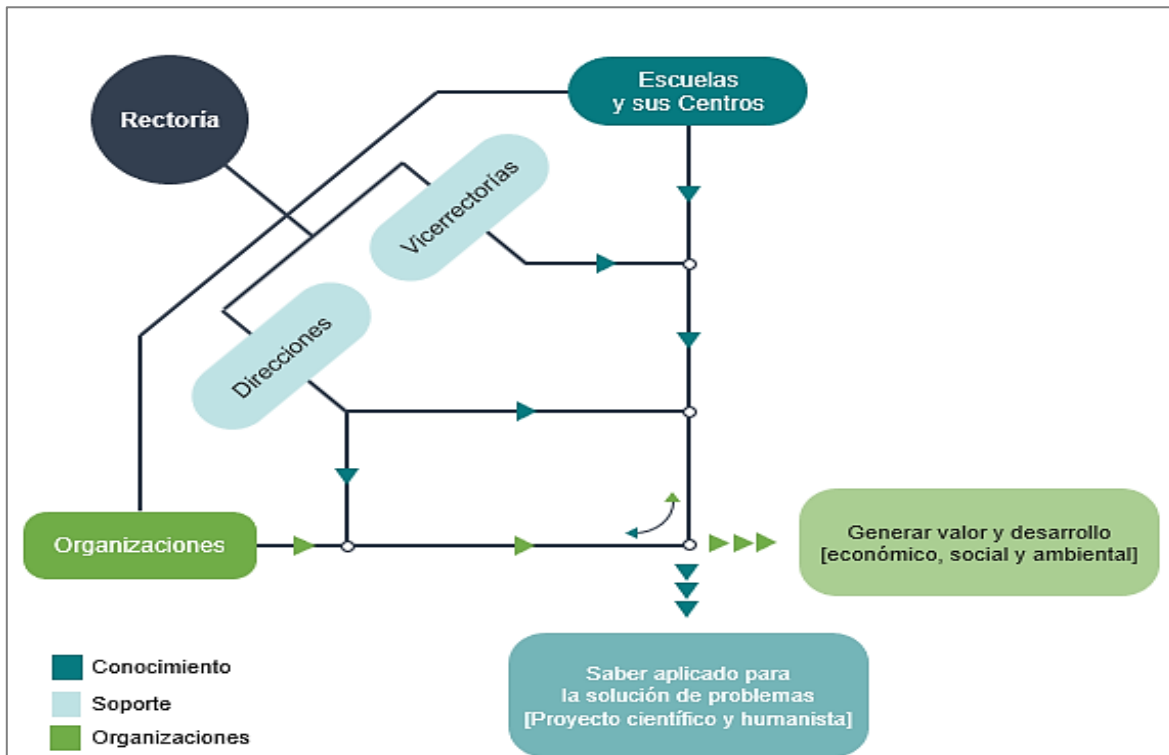 Rectoría
Escuelas
y sus Centros
Vicerrectorías
Direcciones
Organizaciones
Generar valor y desarrollo
[económico, social y ambiental]
Saber aplicado para
la solución de problemas
[Proyecto científico y humanista]
Conocimiento
Soporte
Organizaciones